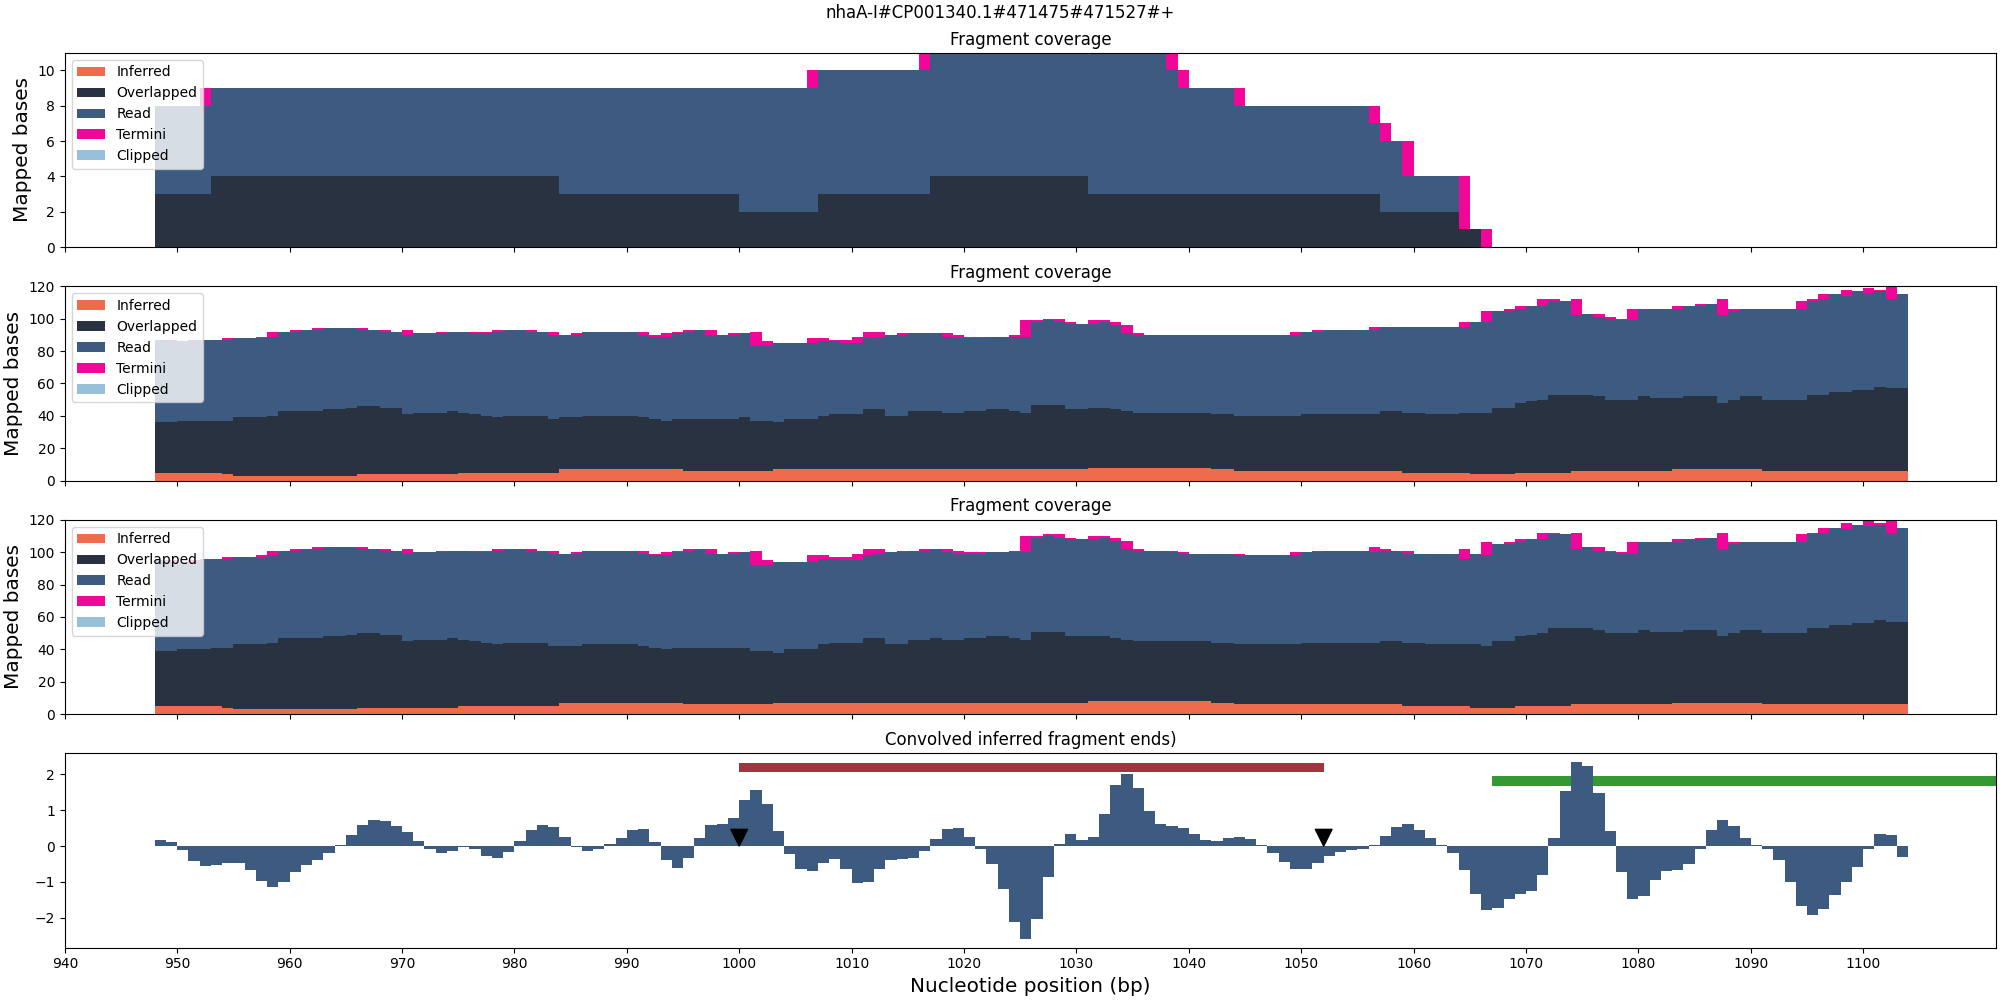 nhaA-I#CP001340.1#471475#471527#+
Fragment coverage
Mapped bases
10
8
6
4
2
0
Inferred
Overlapped
Read
Termini
Clipped
Fragment coverage
Mapped bases
120
100
80
60
40
20
0
Inferred
Overlapped
Read
Termini
Clipped
Fragment coverage
Mapped bases
120
100
80
60
40
20
0
Inferred
Overlapped
Read
Termini
Clipped
Convolved inferred fragment ends)
2
1
0
−1
−2
940 950 960 970 980 990 1000 1010 1020 1030 1040 1050 1060 1070 1080 1090 1100
Nucleotide position (bp)